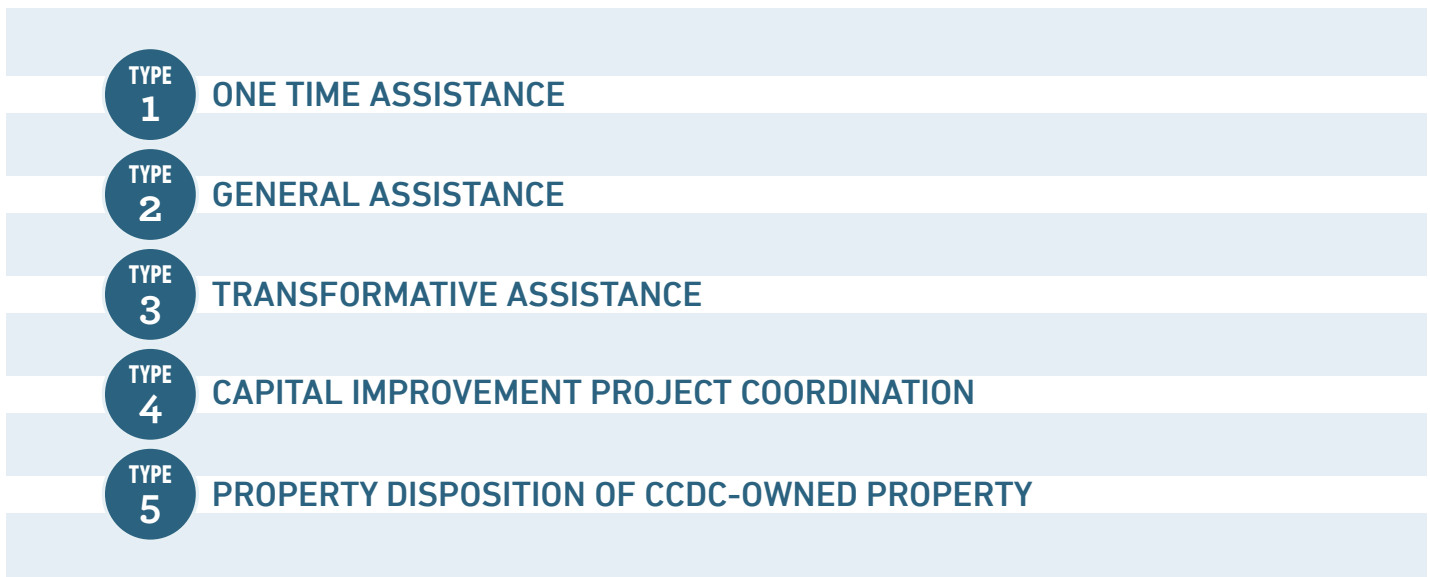 TYPE
1
ONE TIME ASSISTANCE
TYPE
2
GENERAL ASSISTANCE
TYPE
3
TRANSFORMATIVE ASSISTANCE
TYPE
4
CAPITAL IMPROVEMENT PROJECT COORDINATION
TYPE
5
PROPERTY DISPOSITION OF CCDC-OWNED PROPERTY